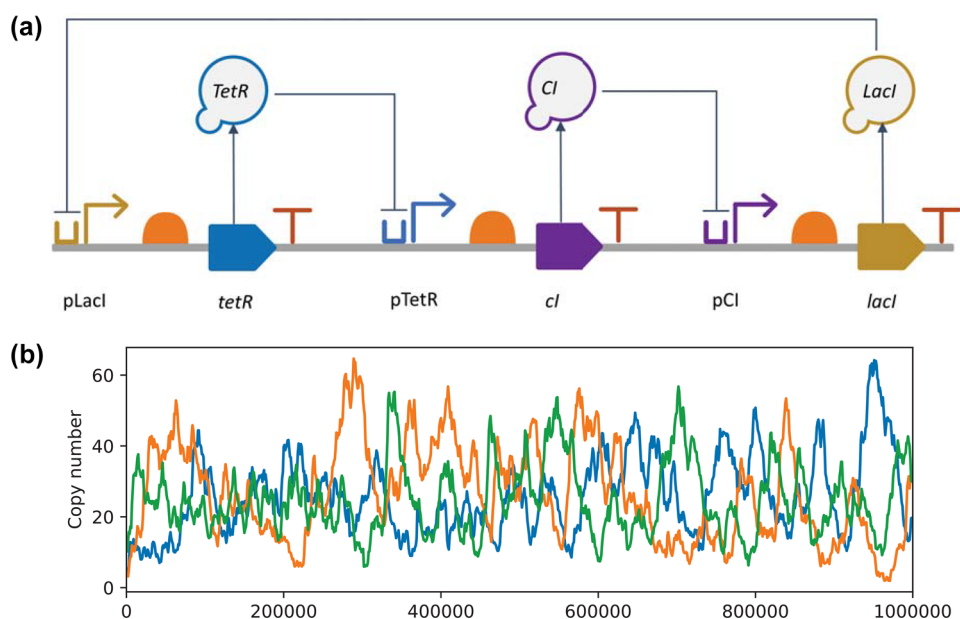 (a)
TetR
CI
LacI
pLacI tetR pTetR cI pCI lacI
(b)
60
40
20
0
Copy number
0 200000 400000 600000 800000 1000000